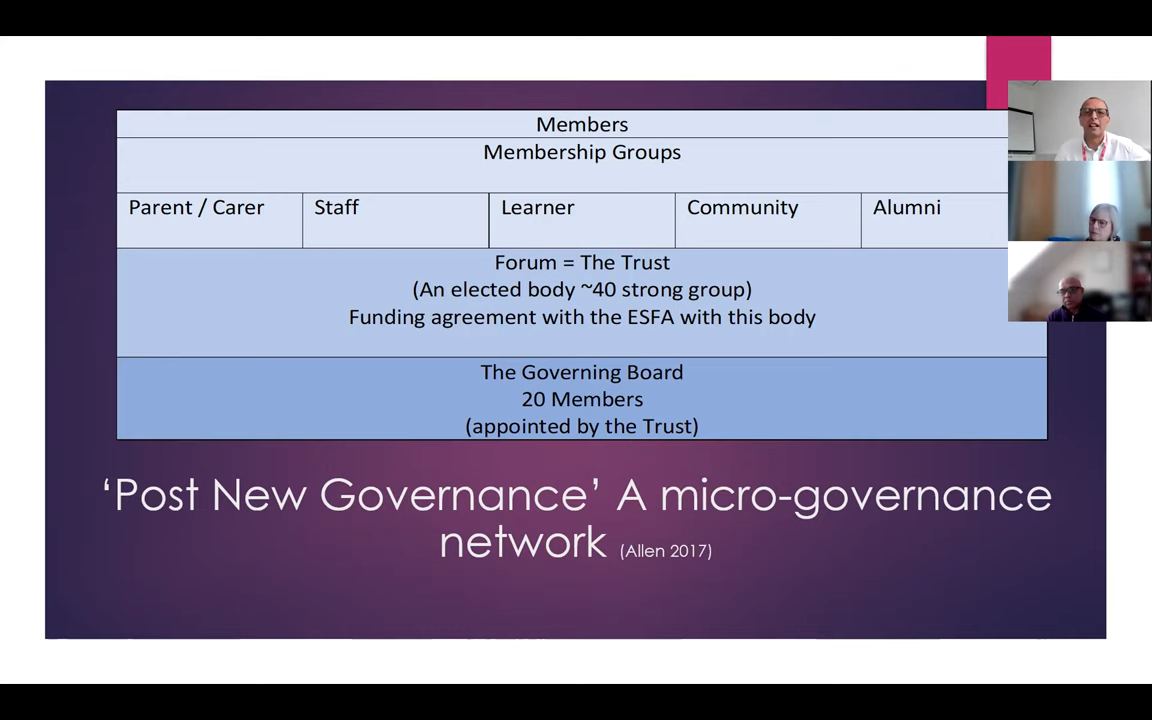 Members
Membership Groups
Parent / Carer
Staff
Learner
Community
Alumni
Forum = The Trust
(An elected body ~40 strong group)
Funding agreement with the ESFA with this body
The Governing Board
20 Members
(appointed by the Trust)
‘Post New Governance’ A micro-governance
network (Allen 2017)